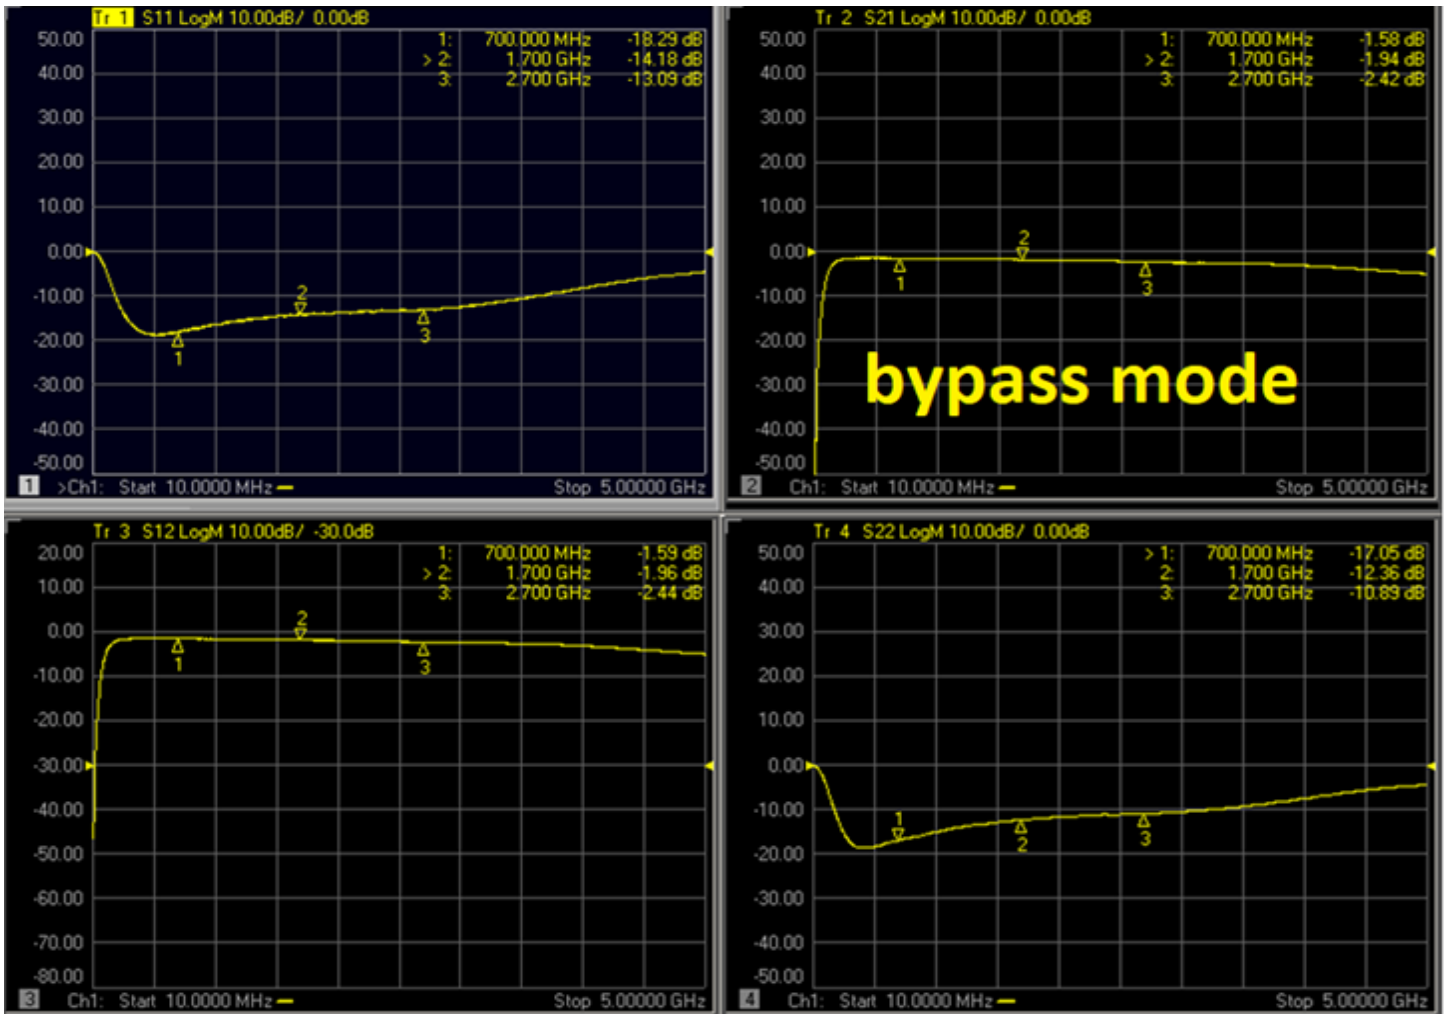 Tr 1 S11 LogM 10.00dB/ 0.00dB
50.00
40.00
30.00
20.00
10.00
0.00
-10.00
-20.00
-30.00
-40.00
-50.00
1: 700.000 MHz -18.29 dB
> 2: 1.700 GHz -14.18 dB
3: 2.700 GHz -13.09 dB
2
1
3
1 >Ch1: Start 10.0000 MHz Stop 5.00000 GHz
Tr 2 S21 LogM 10.00dB/ 0.00dB
50.00
40.00
30.00
20.00
10.00
0.00
-10.00
-20.00
-30.00
-40.00
-50.00
1: 700.000 MHz -1.58 dB
> 2: 1.700 GHz -1.94 dB
3: 2.700 GHz -2.42 dB
2
1
3
bypass mode
2 Ch1: Start 10.0000 MHz Stop 5.00000 GHz
Tr 3 S12 LogM 10.00dB/ -30.0dB
20.00
10.00
0.00
-10.00
-20.00
-30.00
-40.00
-50.00
-60.00
-70.00
-80.00
1: 700.000 MHz -1.59 dB
> 2: 1.700 GHz -1.96 dB
3: 2.700 GHz -2.44 dB
2
1
3
3 Ch1: Start 10.0000 MHz Stop 5.00000 GHz
Tr 4 S22 LogM 10.00dB/ 0.00dB
50.00
40.00
30.00
20.00
10.00
0.00
-10.00
-20.00
-30.00
-40.00
-50.00
> 1: 700.000 MHz -17.05 dB
2: 1.700 GHz -12.36 dB
3: 2.700 GHz -10.89 dB
1
2
3
4 Ch1: Start 10.0000 MHz Stop 5.00000 GHz